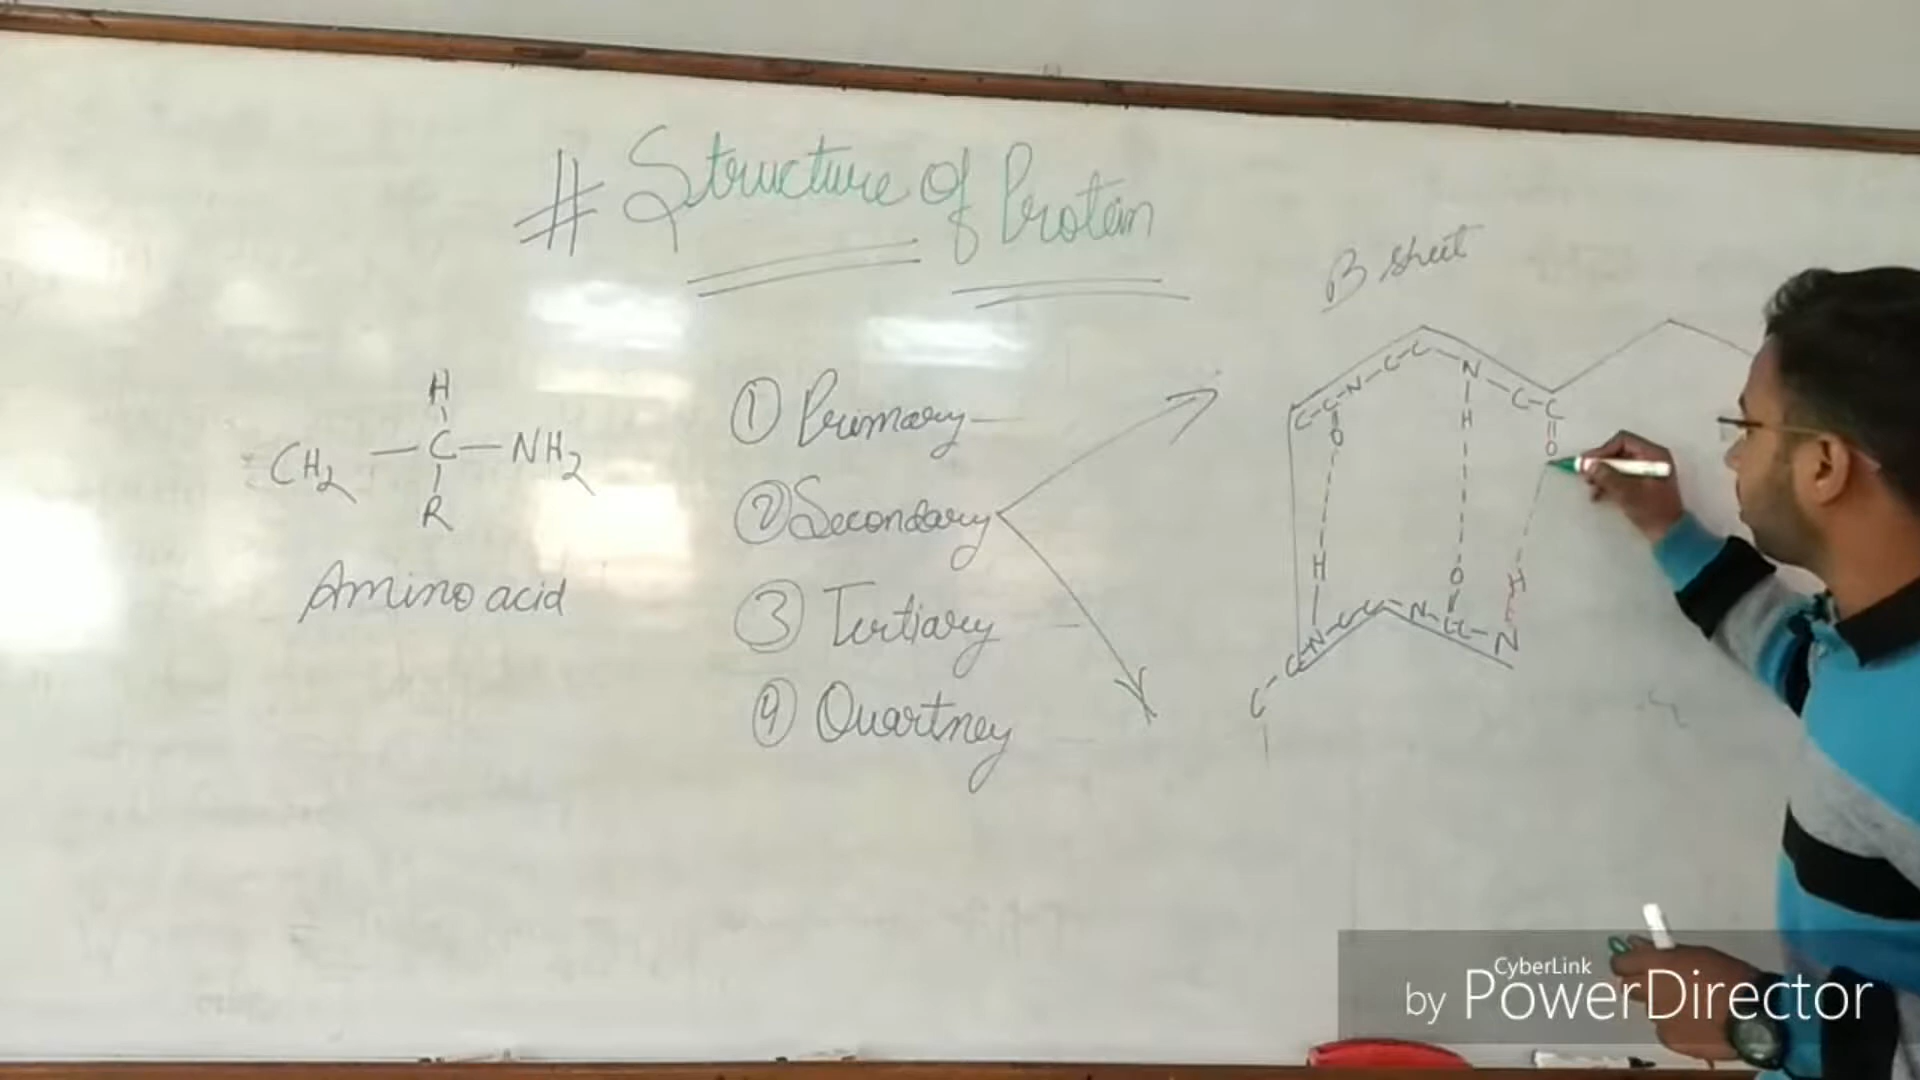 # Structure of Protein
B sheet
H
CH2 — C — NH2
R
Amino acid
① Primary
② Secondary
③ Tertiary
④ Quartney
C-C-N-C-C-N-C-C
O H O
H O H
C-C-N-C-C-N-C-C-N
CyberLink
by PowerDirector